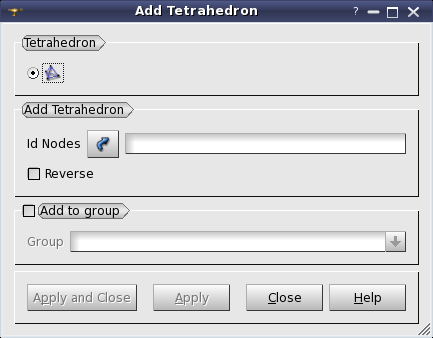 Add Tetrahedron
Tetrahedron
Add Tetrahedron
Id Nodes
Reverse
Add to group
Group
Apply and Close Apply Close Help